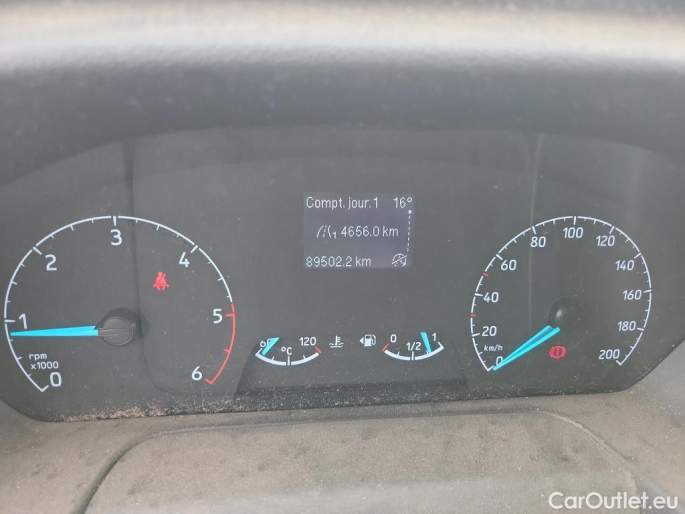 Compt. jour.1 16°
4656.0 km
89502.2 km
0 1 2 3 4 5 6
rpm
x1000
120
°C
0 1/2 1
0 20 40 60 80 100 120 140 160 180 200
km/h
CarOutlet.eu